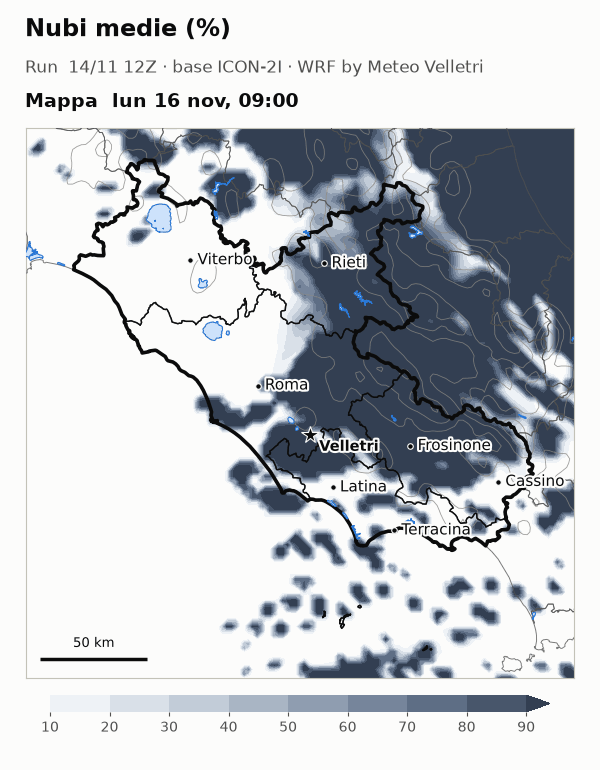 Nubi medie (%)
Run 14/11 12Z · base ICON-2I · WRF by Meteo Velletri
Mappa lun 16 nov, 09:00
Viterbo
Rieti
Roma
Velletri
Frosinone
Cassino
Latina
Terracina
50 km
10 20 30 40 50 60 70 80 90